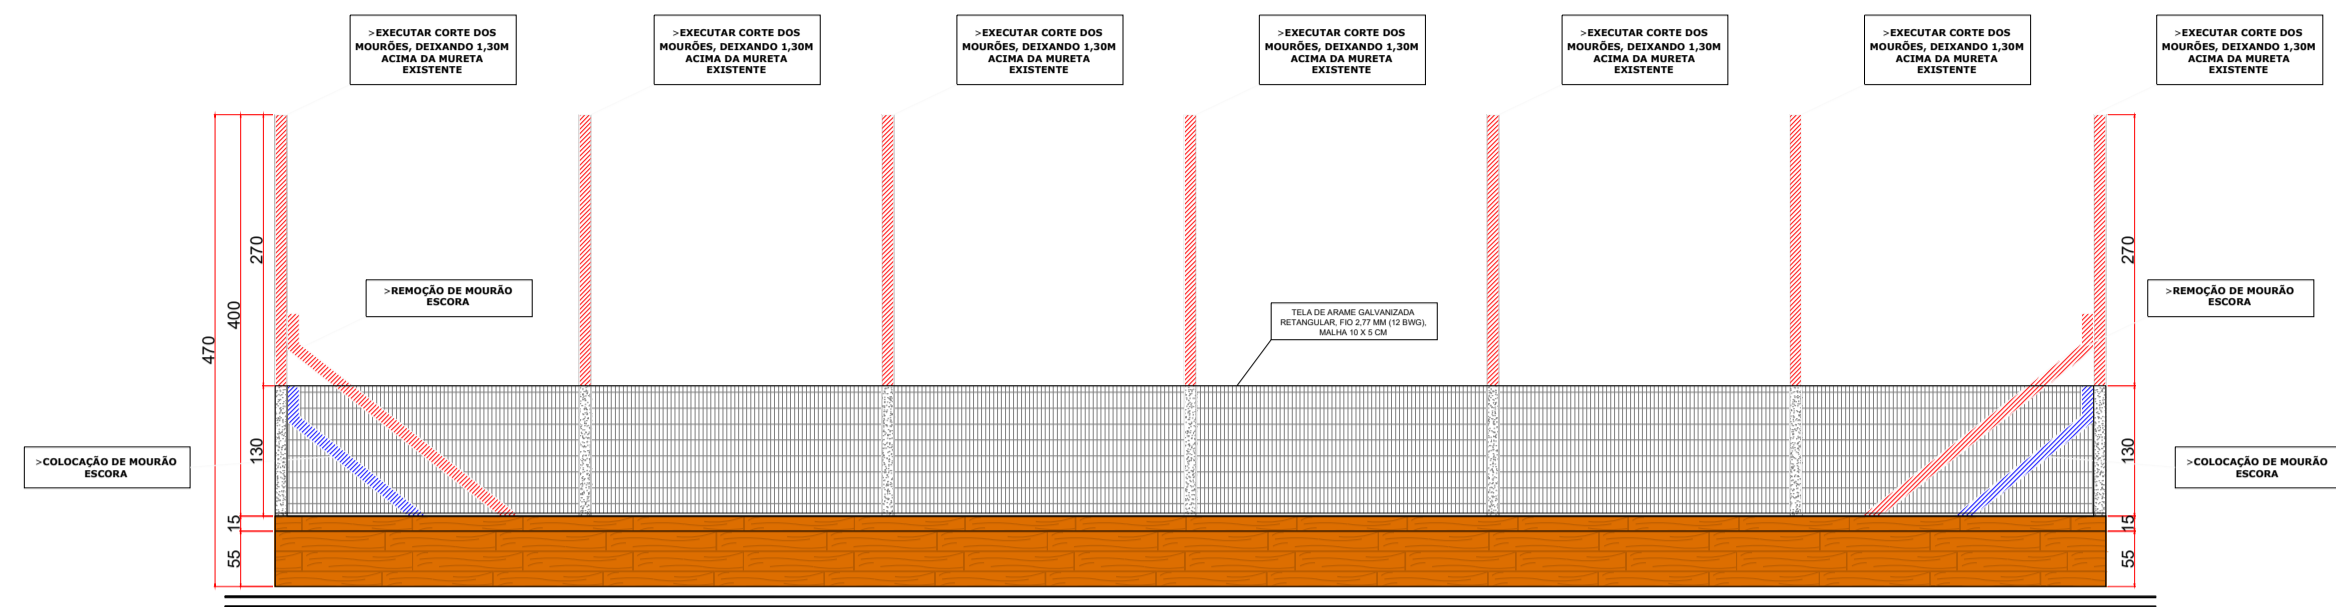 >EXECUTAR CORTE DOS
MOURÕES, DEIXANDO 1,30M
ACIMA DA MURETA
EXISTENTE
>EXECUTAR CORTE DOS
MOURÕES, DEIXANDO 1,30M
ACIMA DA MURETA
EXISTENTE
>EXECUTAR CORTE DOS
MOURÕES, DEIXANDO 1,30M
ACIMA DA MURETA
EXISTENTE
>EXECUTAR CORTE DOS
MOURÕES, DEIXANDO 1,30M
ACIMA DA MURETA
EXISTENTE
>EXECUTAR CORTE DOS
MOURÕES, DEIXANDO 1,30M
ACIMA DA MURETA
EXISTENTE
>EXECUTAR CORTE DOS
MOURÕES, DEIXANDO 1,30M
ACIMA DA MURETA
EXISTENTE
>EXECUTAR CORTE DOS
MOURÕES, DEIXANDO 1,30M
ACIMA DA MURETA
EXISTENTE
470
400
270
130
15
55
>REMOÇÃO DE MOURÃO
ESCORA
>COLOCAÇÃO DE MOURÃO
ESCORA
TELA DE ARAME GALVANIZADA
RETANGULAR, FIO 2,77 MM (12 BWG),
MALHA 10 X 5 CM
270
130
15
55
>REMOÇÃO DE MOURÃO
ESCORA
>COLOCAÇÃO DE MOURÃO
ESCORA